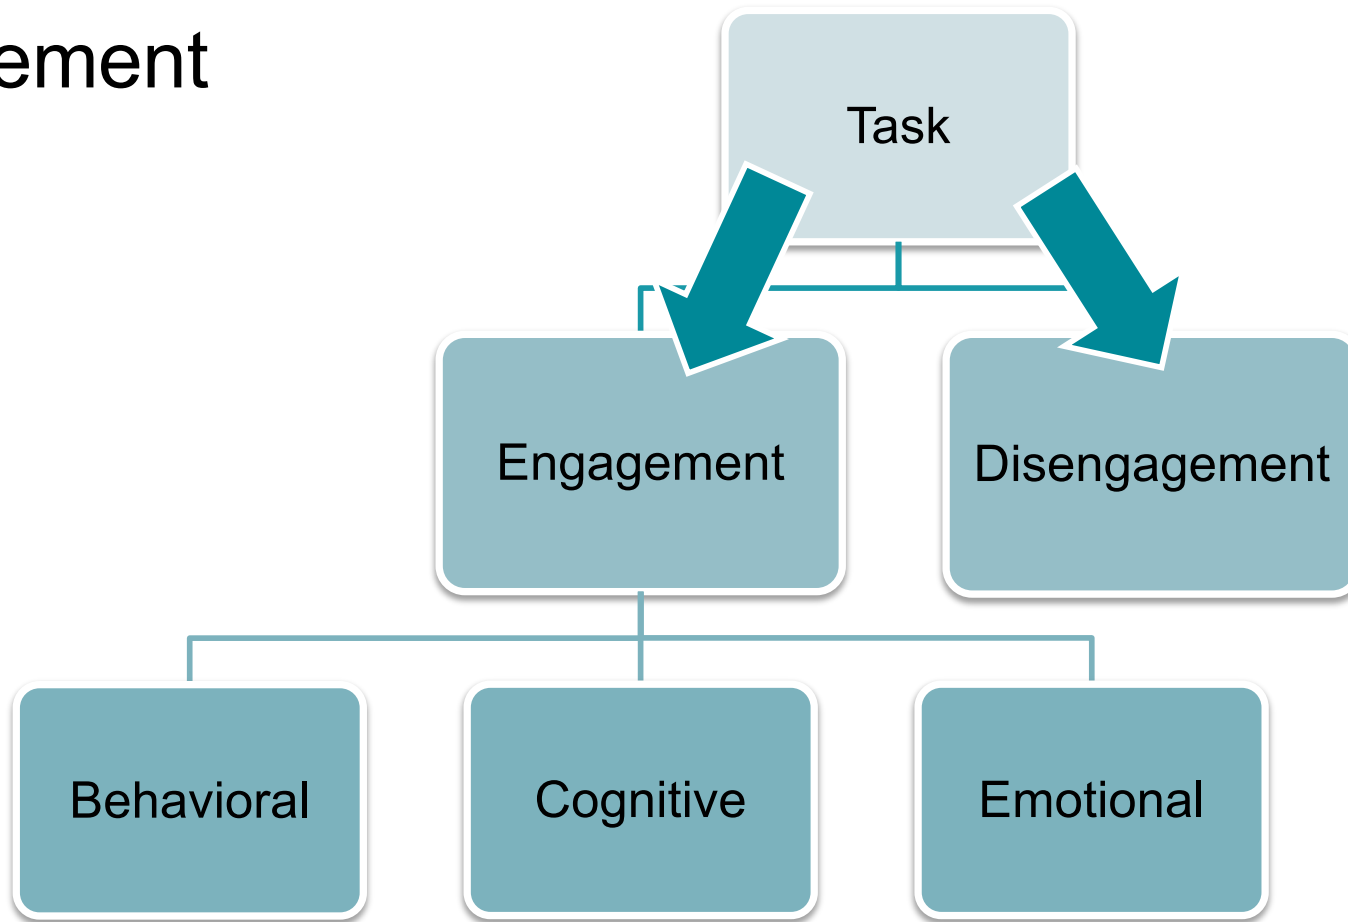 ement
Task
Engagement
Disengagement
Behavioral
Cognitive
Emotional